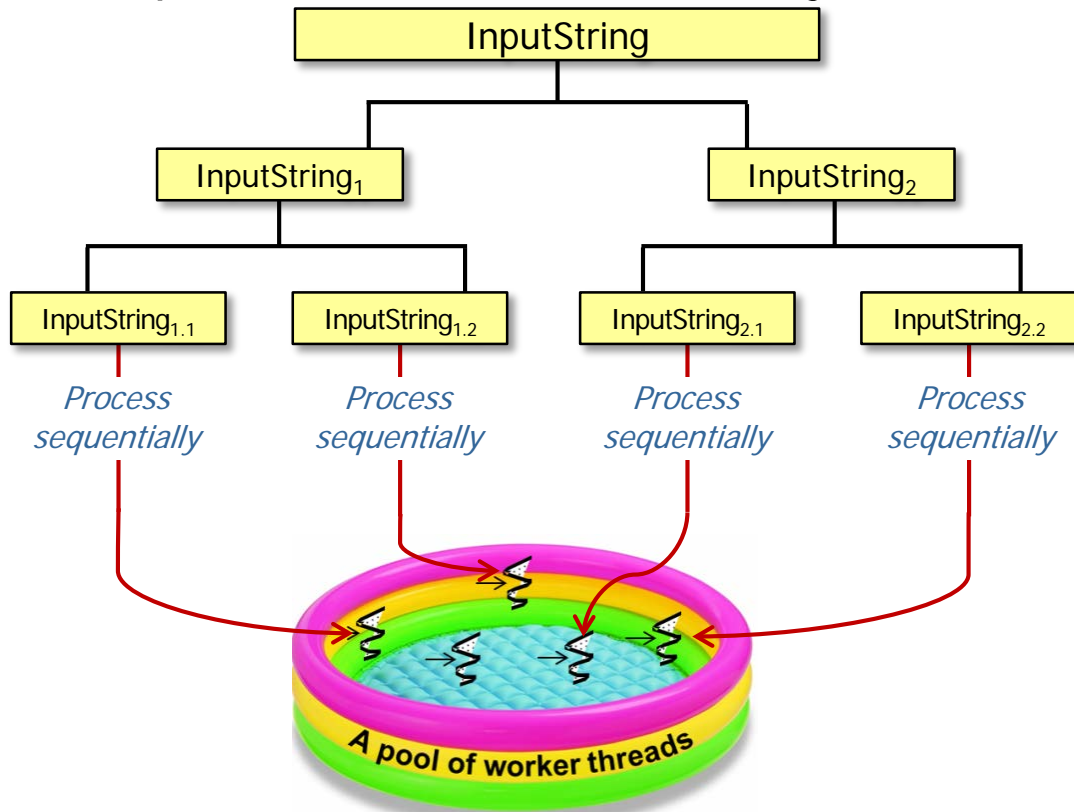 InputString
InputString₁ InputString₂
InputString₁.₁ InputString₁.₂ InputString₂.₁ InputString₂.₂
Process Process Process Process
sequentially sequentially sequentially sequentially
A pool of worker threads